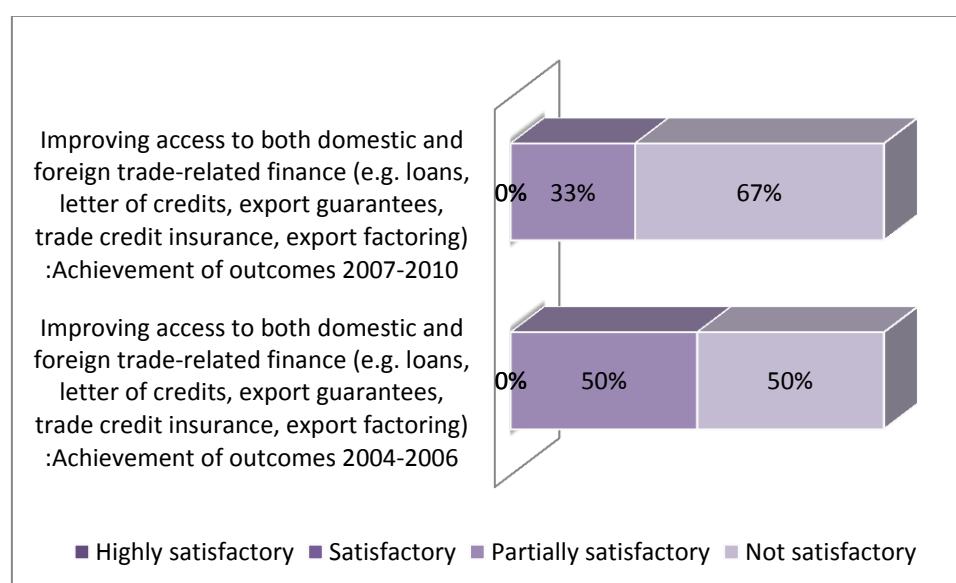 Improving access to both domestic and
foreign trade-related finance (e.g. loans,
letter of credits, export guarantees,
trade credit insurance, export factoring)
:Achievement of outcomes 2007-2010
0% 33% 67%
Improving access to both domestic and
foreign trade-related finance (e.g. loans,
letter of credits, export guarantees,
trade credit insurance, export factoring)
:Achievement of outcomes 2004-2006
0% 50% 50%
Highly satisfactory Satisfactory Partially satisfactory Not satisfactory